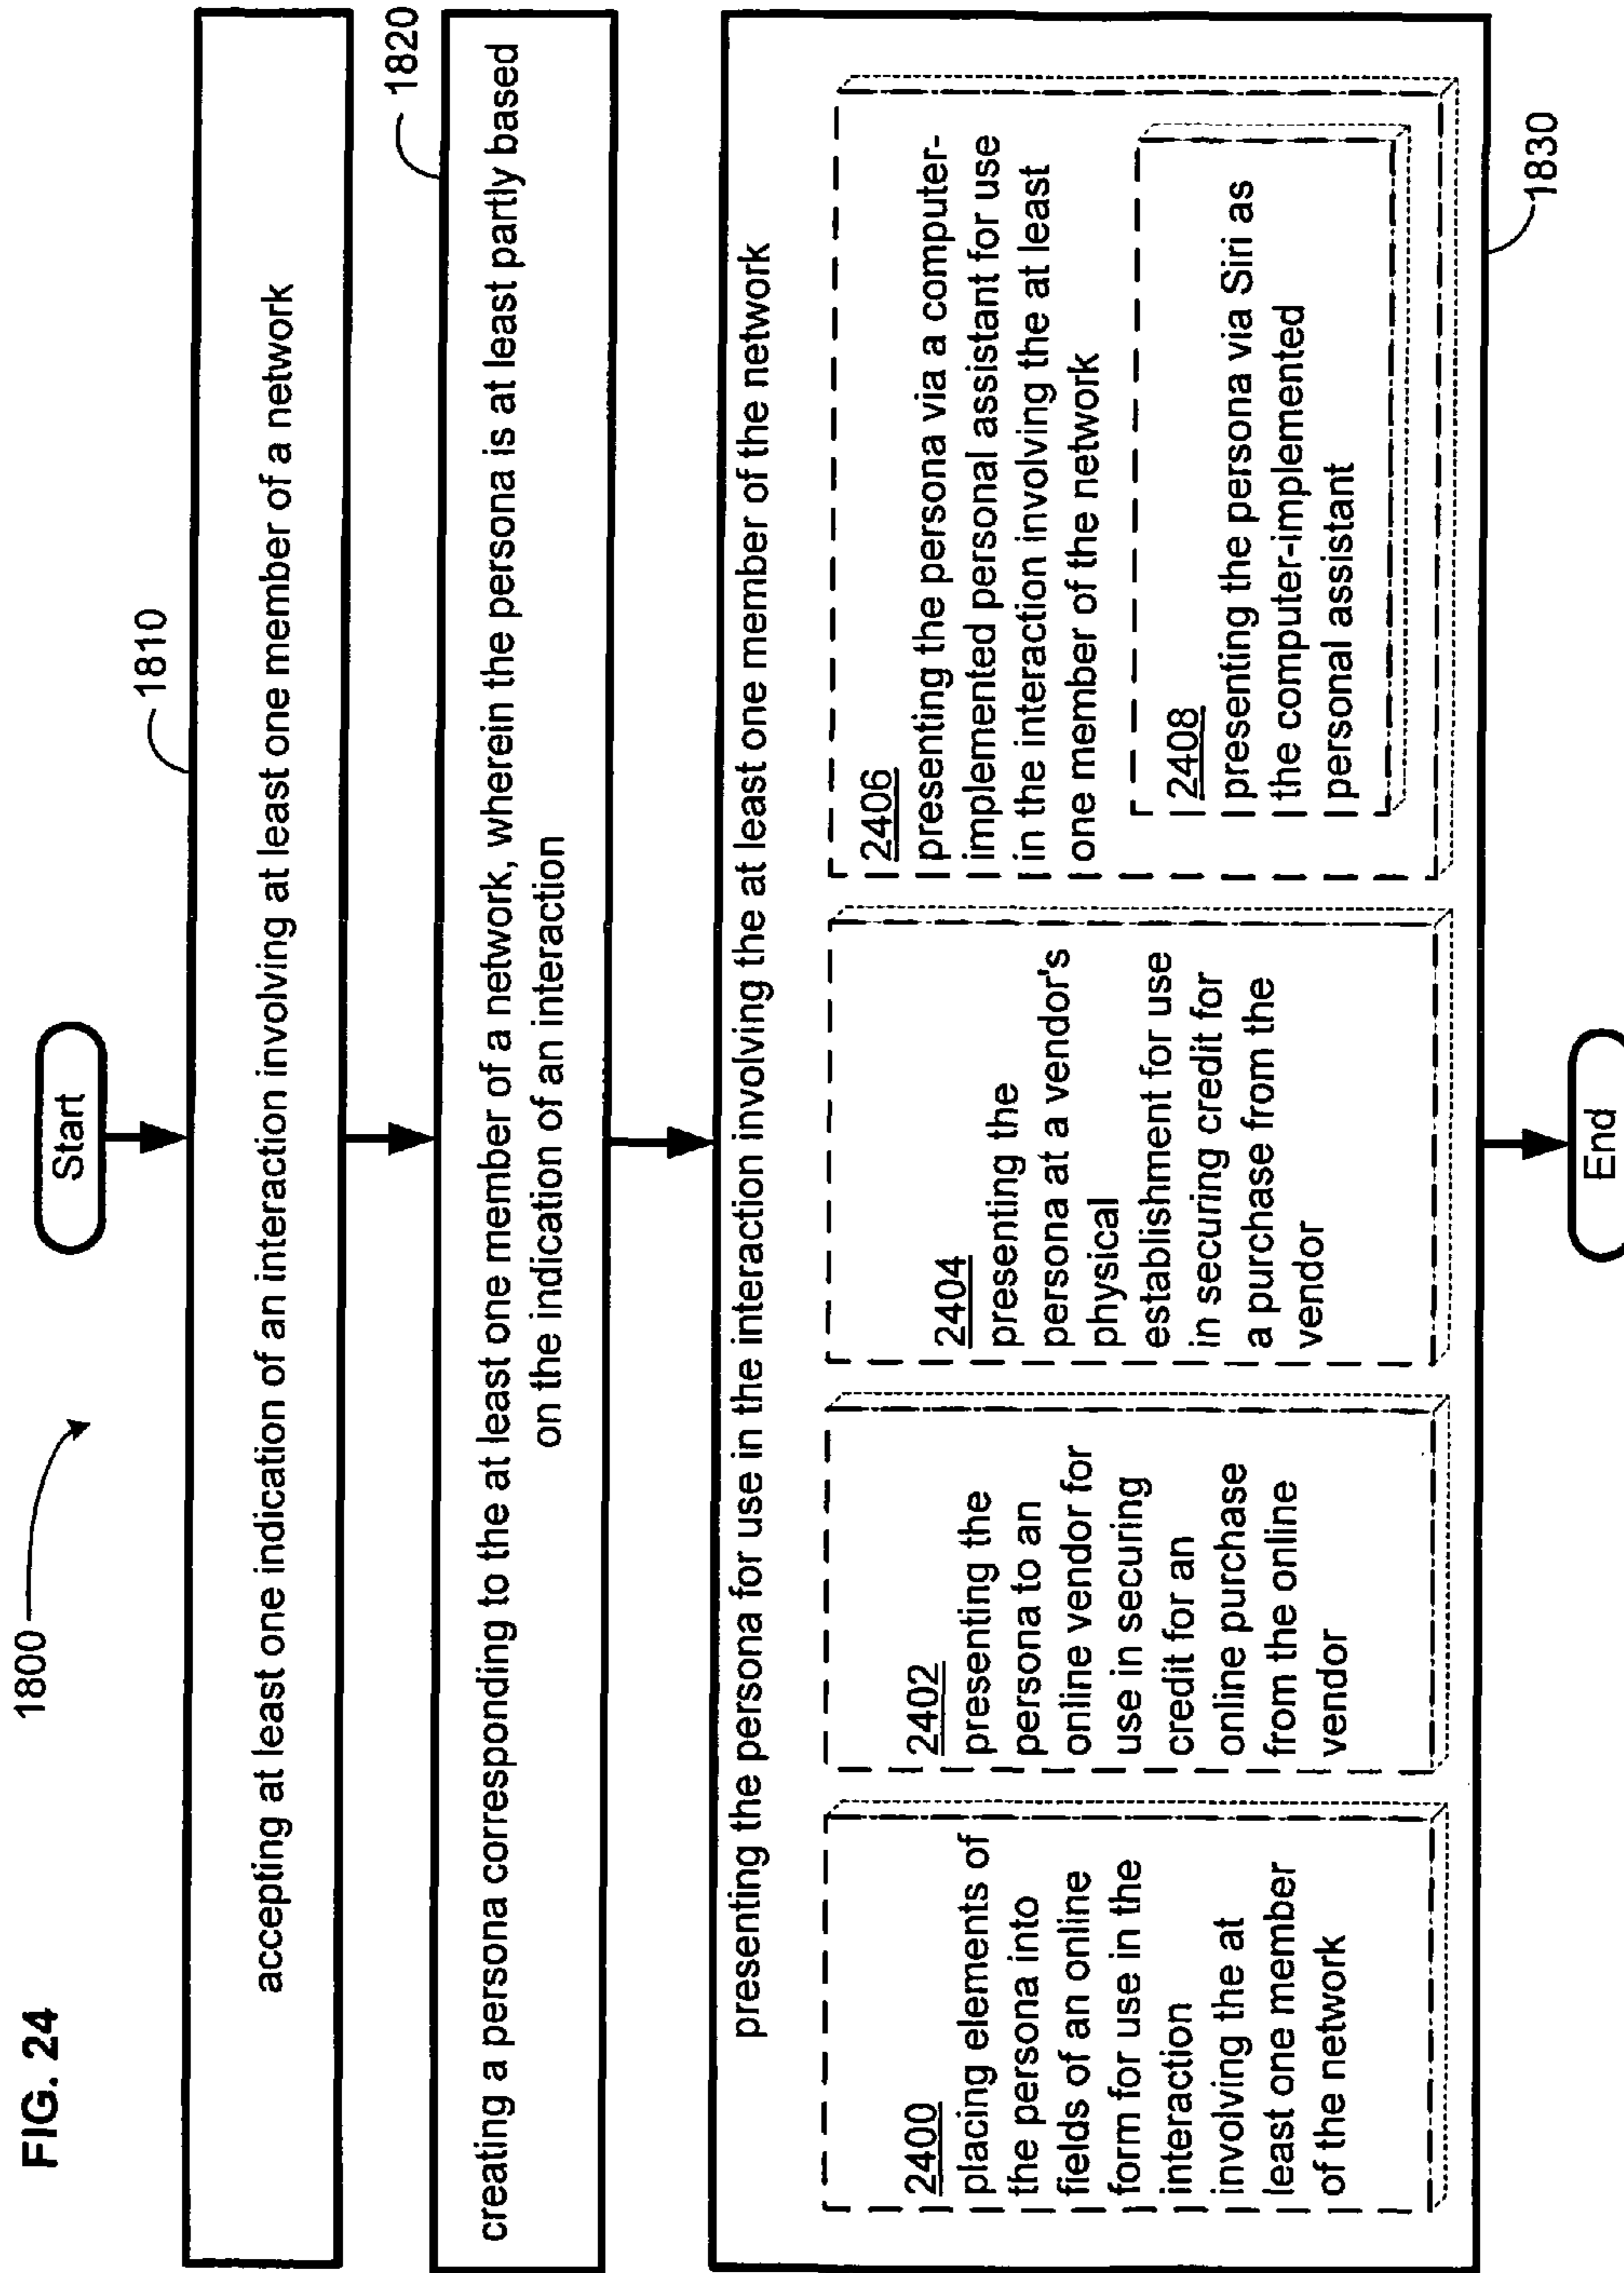 FIG. 24
1800
Start
1810
accepting at least one indication of an interaction involving at least one member of a network
1820
creating a persona corresponding to the at least one member of a network, wherein the persona is at least partly based
on the indication of an interaction
presenting the persona for use in the interaction involving the at least one member of the network
2400
placing elements of
the persona into
fields of an online
form for use in the
interaction
involving the at
least one member
of the network
2402
presenting the
persona to an
online vendor for
use in securing
credit for an
online purchase
from the online
vendor
2404
presenting the
persona at a vendor's
physical
establishment for use
in securing credit for
a purchase from the
vendor
2406
presenting the persona via a computer-
implemented personal assistant for use
in the interaction involving the at least
one member of the network
2408
presenting the persona via Siri as
the computer-implemented
personal assistant
1830
End